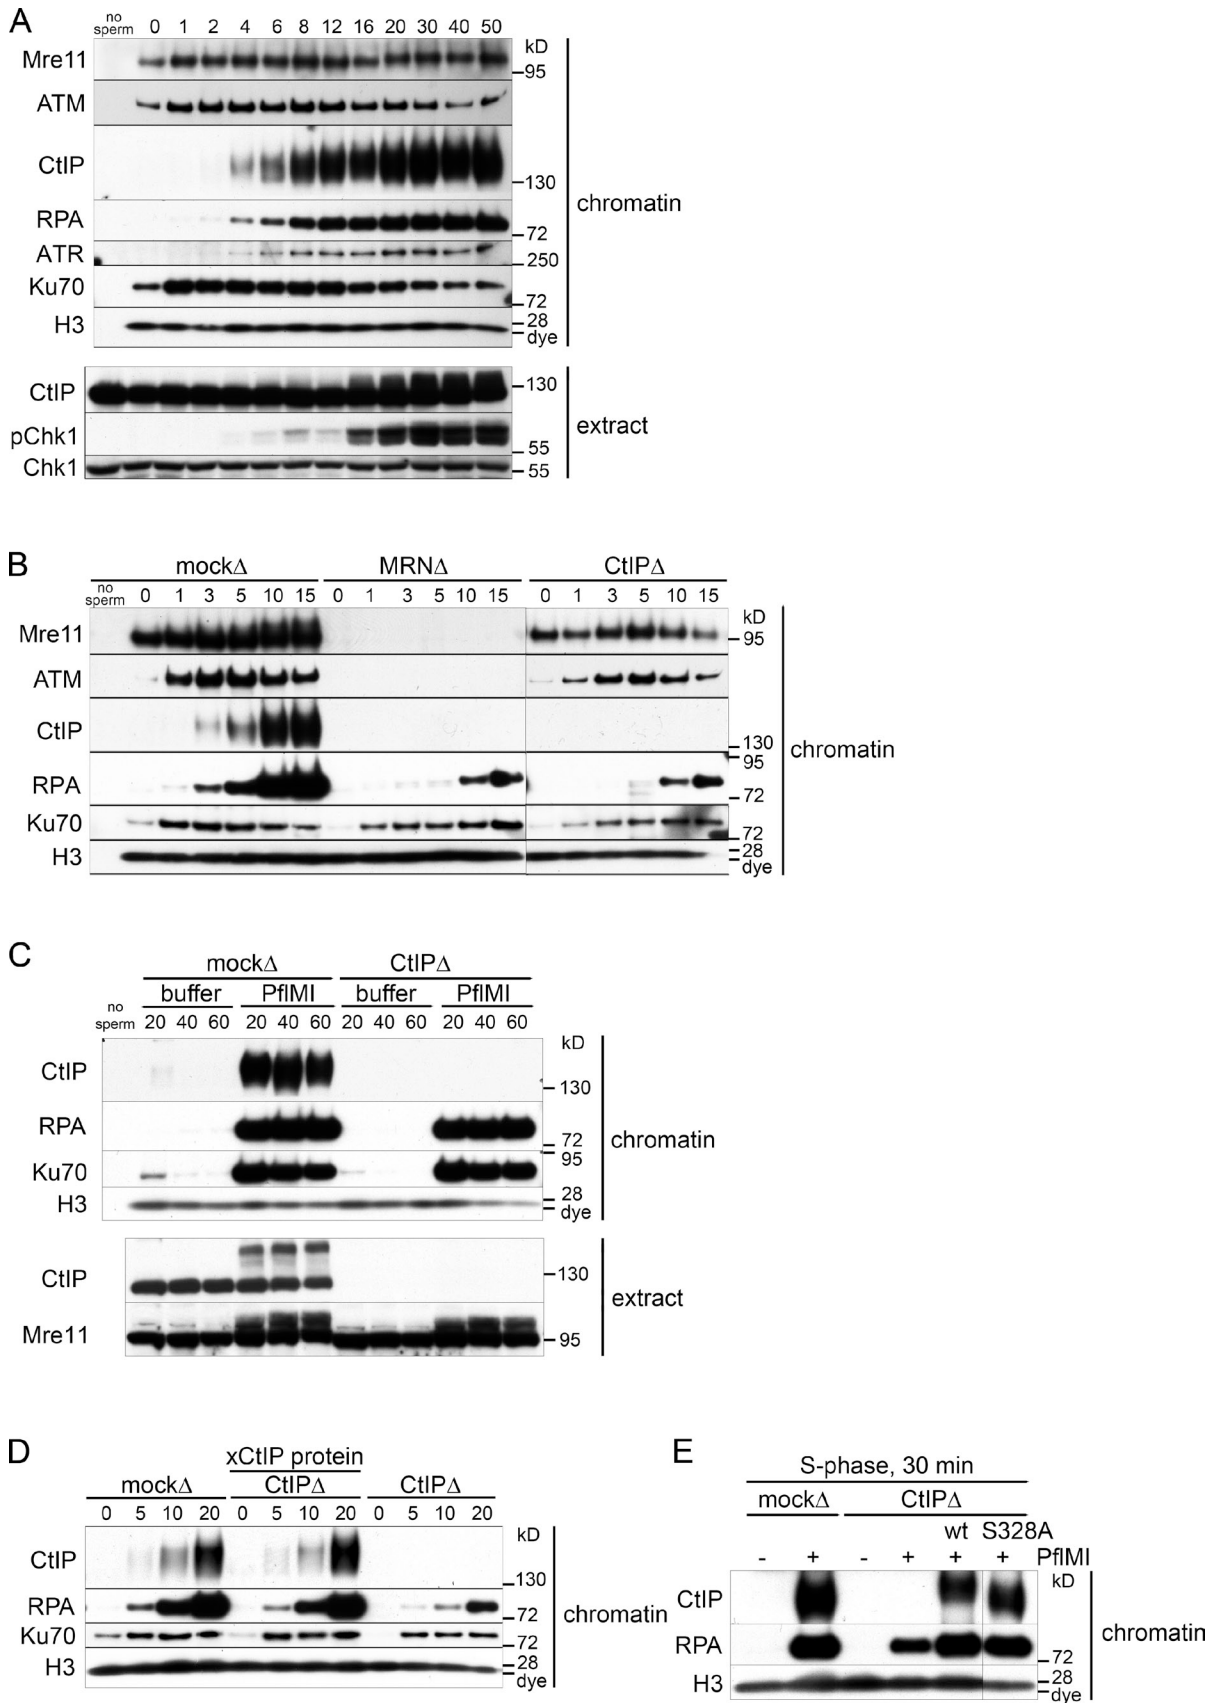 A
no sperm 0 1 2 4 6 8 12 16 20 30 40 50
kD
Mre11 95
ATM
CtIP 130
RPA 72
ATR 250
Ku70 72
H3 28
dye
chromatin
CtIP 130
pChk1 55
Chk1 55
extract
B
mockΔ MRNΔ CtIPΔ
no sperm 0 1 3 5 10 15 0 1 3 5 10 15 0 1 3 5 10 15
kD
Mre11 95
ATM
CtIP 130
95
RPA 72
Ku70 72
H3 28
dye
chromatin
C
mockΔ CtIPΔ
buffer PflMI buffer PflMI
no sperm 20 40 60 20 40 60 20 40 60 20 40 60
kD
CtIP 130
RPA 72
95
Ku70
H3 28
dye
chromatin
CtIP 130
Mre11 95
extract
D
xCtIP protein
mockΔ CtIPΔ CtIPΔ
0 5 10 20 0 5 10 20 0 5 10 20
kD
CtIP 130
RPA 72
Ku70 72
H3 28
dye
chromatin
E
S-phase, 30 min
mockΔ CtIPΔ
wt S328A
- + - + + + PflMI
kD
CtIP
RPA 72
H3 28
dye
chromatin